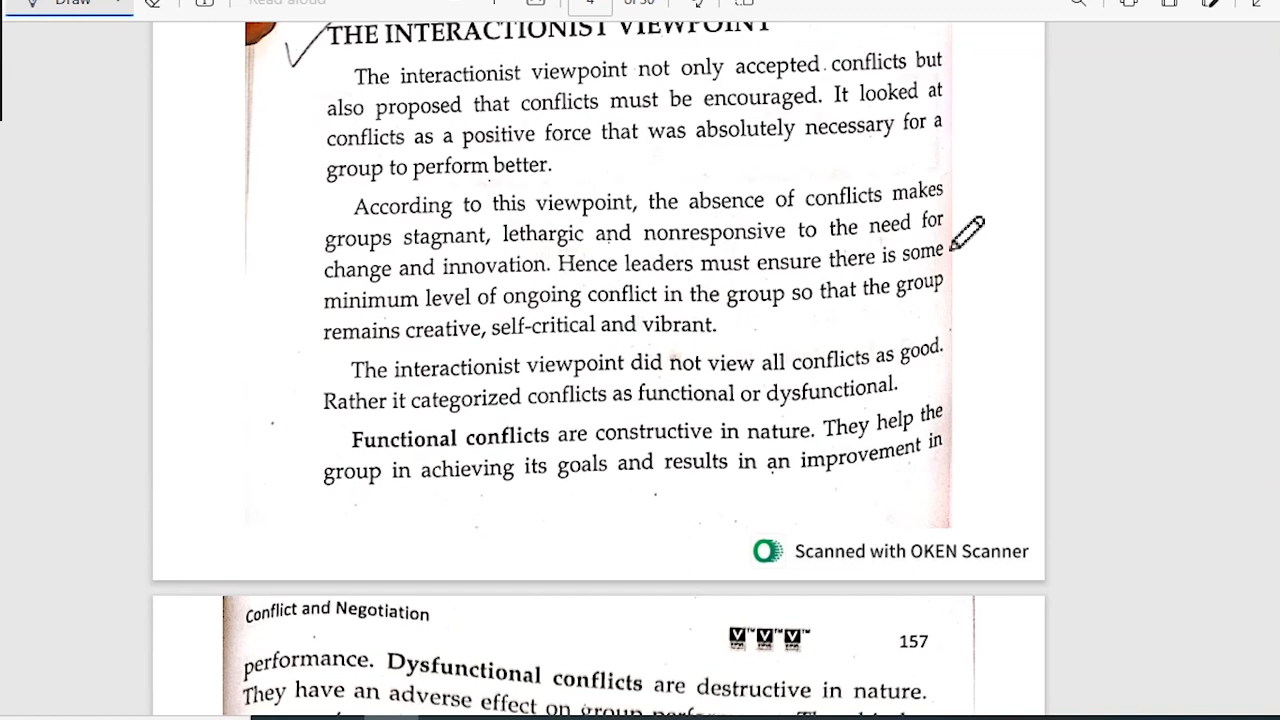 Draw
Read aloud
of 50
THE INTERACTIONIST VIEWPOINT
The interactionist viewpoint not only accepted conflicts but
also proposed that conflicts must be encouraged. It looked at
conflicts as a positive force that was absolutely necessary for a
group to perform better.
According to this viewpoint, the absence of conflicts makes
groups stagnant, lethargic and nonresponsive to the need for
change and innovation. Hence leaders must ensure there is some
minimum level of ongoing conflict in the group so that the group
remains creative, self-critical and vibrant.
The interactionist viewpoint did not view all conflicts as good.
Rather it categorized conflicts as functional or dysfunctional.
Functional conflicts are constructive in nature. They help the
group in achieving its goals and results in an improvement in
Scanned with OKEN Scanner
Conflict and Negotiation
157
performance. Dysfunctional conflicts are destructive in nature.
They have an adverse effect on group